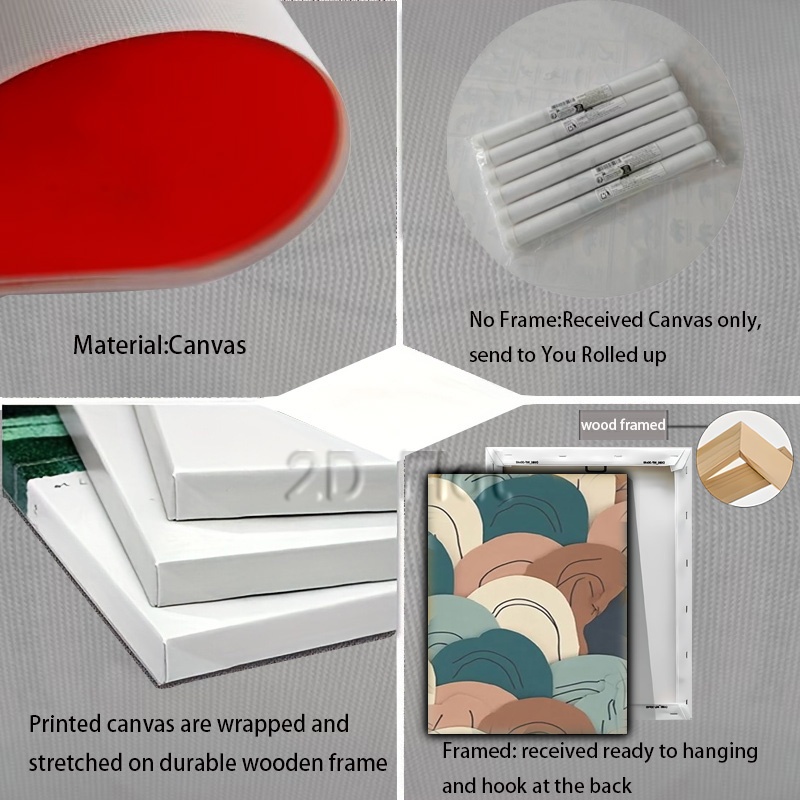 Material:Canvas
No Frame:Received Canvas only,
send to You Rolled up
2D
wood framed
Printed canvas are wrapped and
stretched on durable wooden frame
Framed: received ready to hanging
and hook at the back